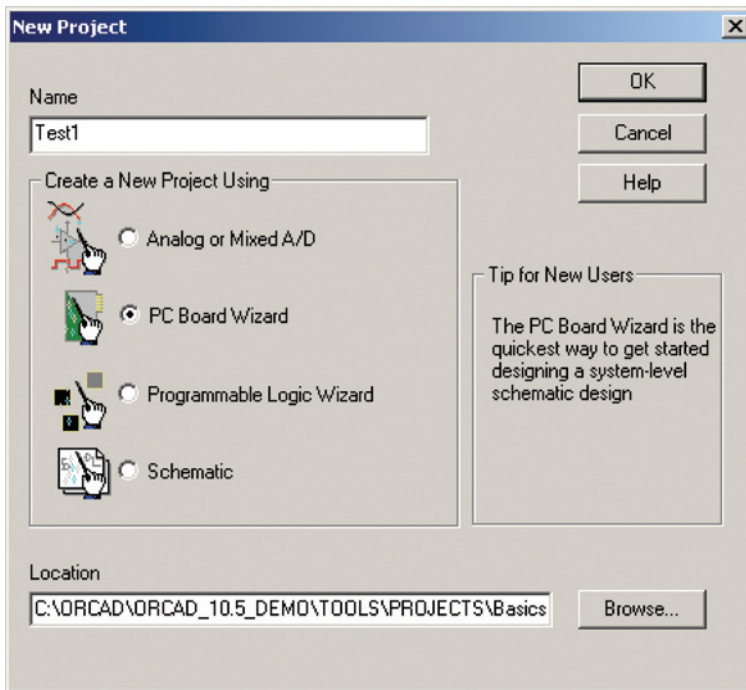 New Project
Name
Test1
OK
Cancel
Help
Create a New Project Using
Analog or Mixed A/D
PC Board Wizard
Programmable Logic Wizard
Schematic
Tip for New Users
The PC Board Wizard is the
quickest way to get started
designing a system-level
schematic design
Location
C:\ORCAD\ORCAD_10.5_DEMO\TOOLS\PROJECTS\Basics
Browse...